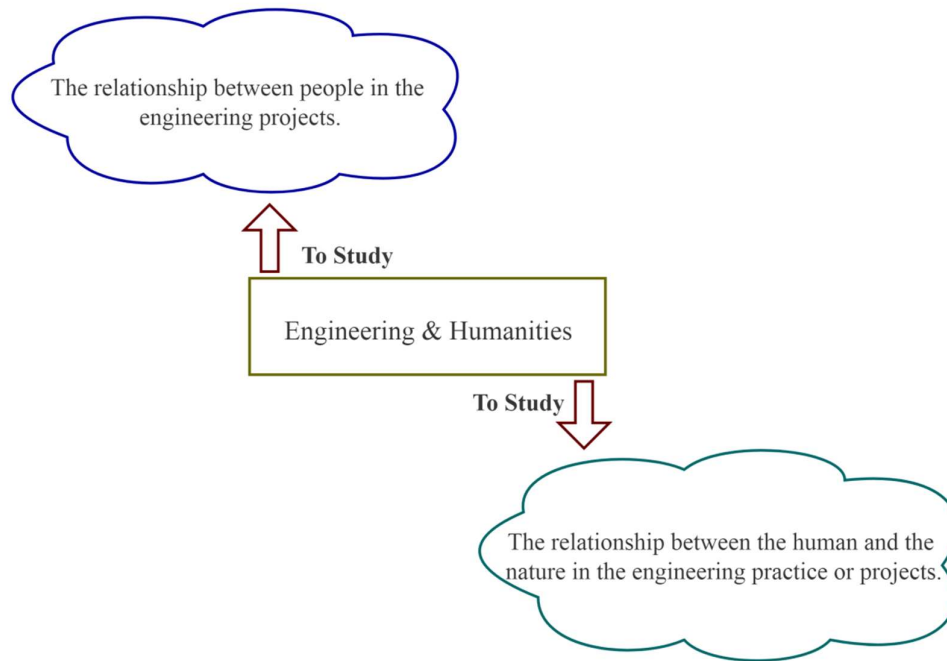 The relationship between people in the
engineering projects.
To Study
Engineering & Humanities
To Study
The relationship between the human and the
nature in the engineering practice or projects.